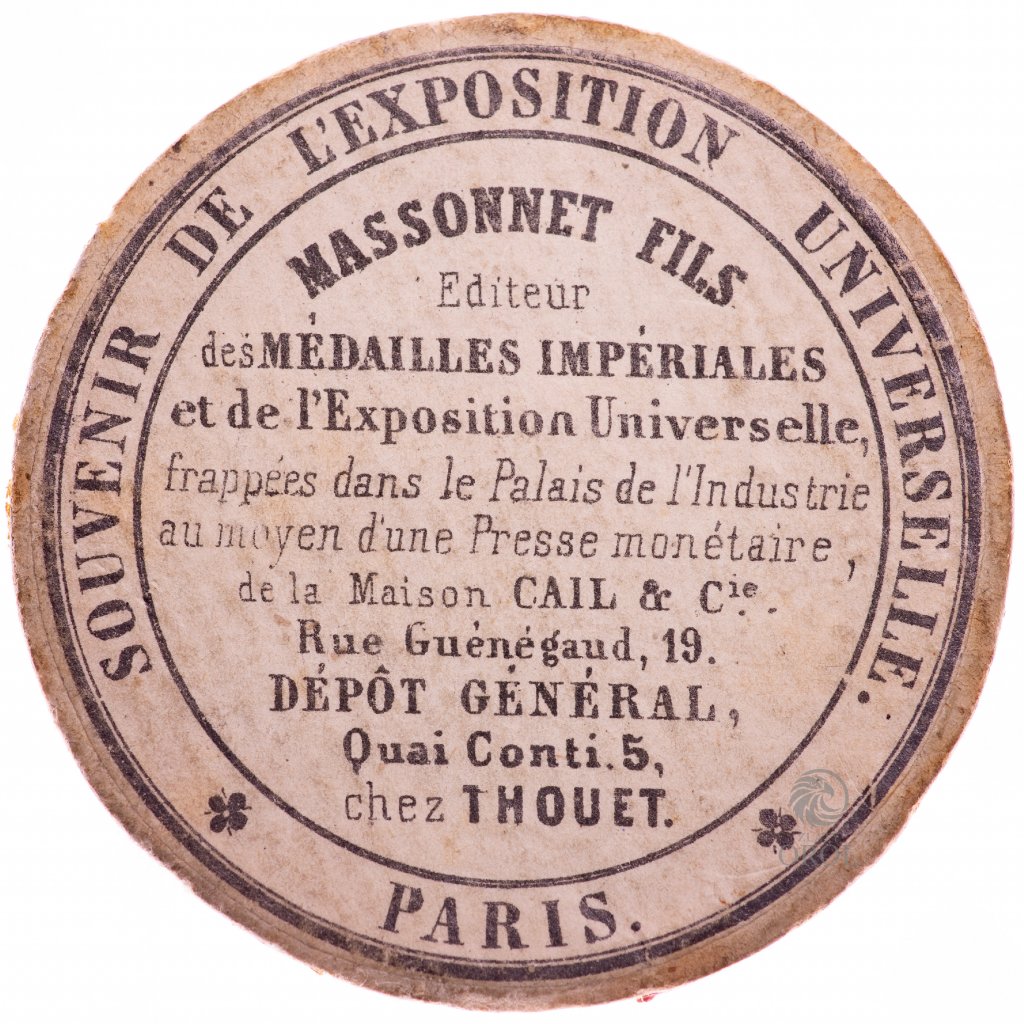 SOUVENIR DE L'EXPOSITION UNIVERSELLE.
MASSONNET FILS
Editeur
des MÉDAILLES IMPÉRIALES
et de l'Exposition Universelle,
frappées dans le Palais de l'Industrie
au moyen d'une Presse monétaire,
de la Maison CAIL & Cie.
Rue Guénégaud, 19.
DÉPÔT GÉNÉRAL,
Quai Conti. 5,
chez THOUET.
PARIS.